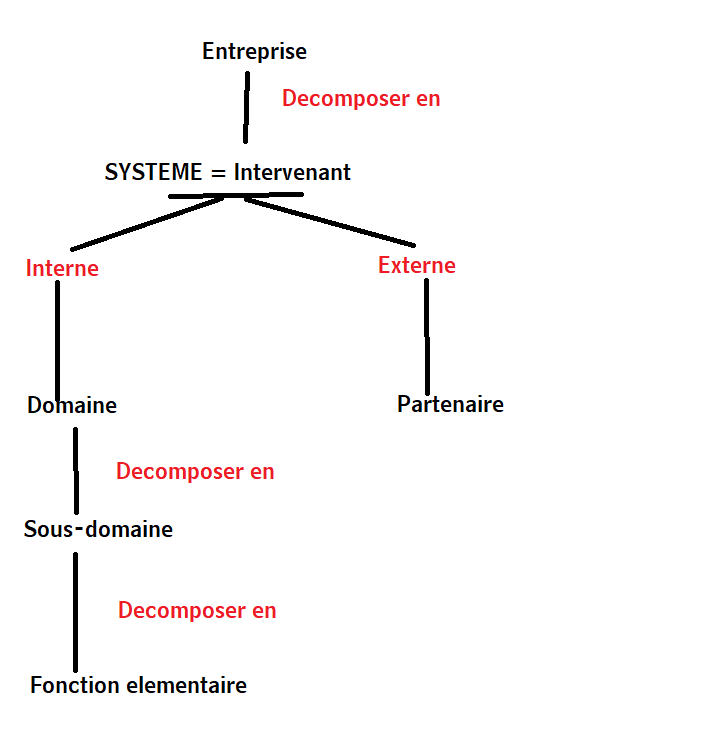 Entreprise
Decomposer en
SYSTEME = Intervenant
Interne
Externe
Domaine
Partenaire
Decomposer en
Sous-domaine
Decomposer en
Fonction elementaire